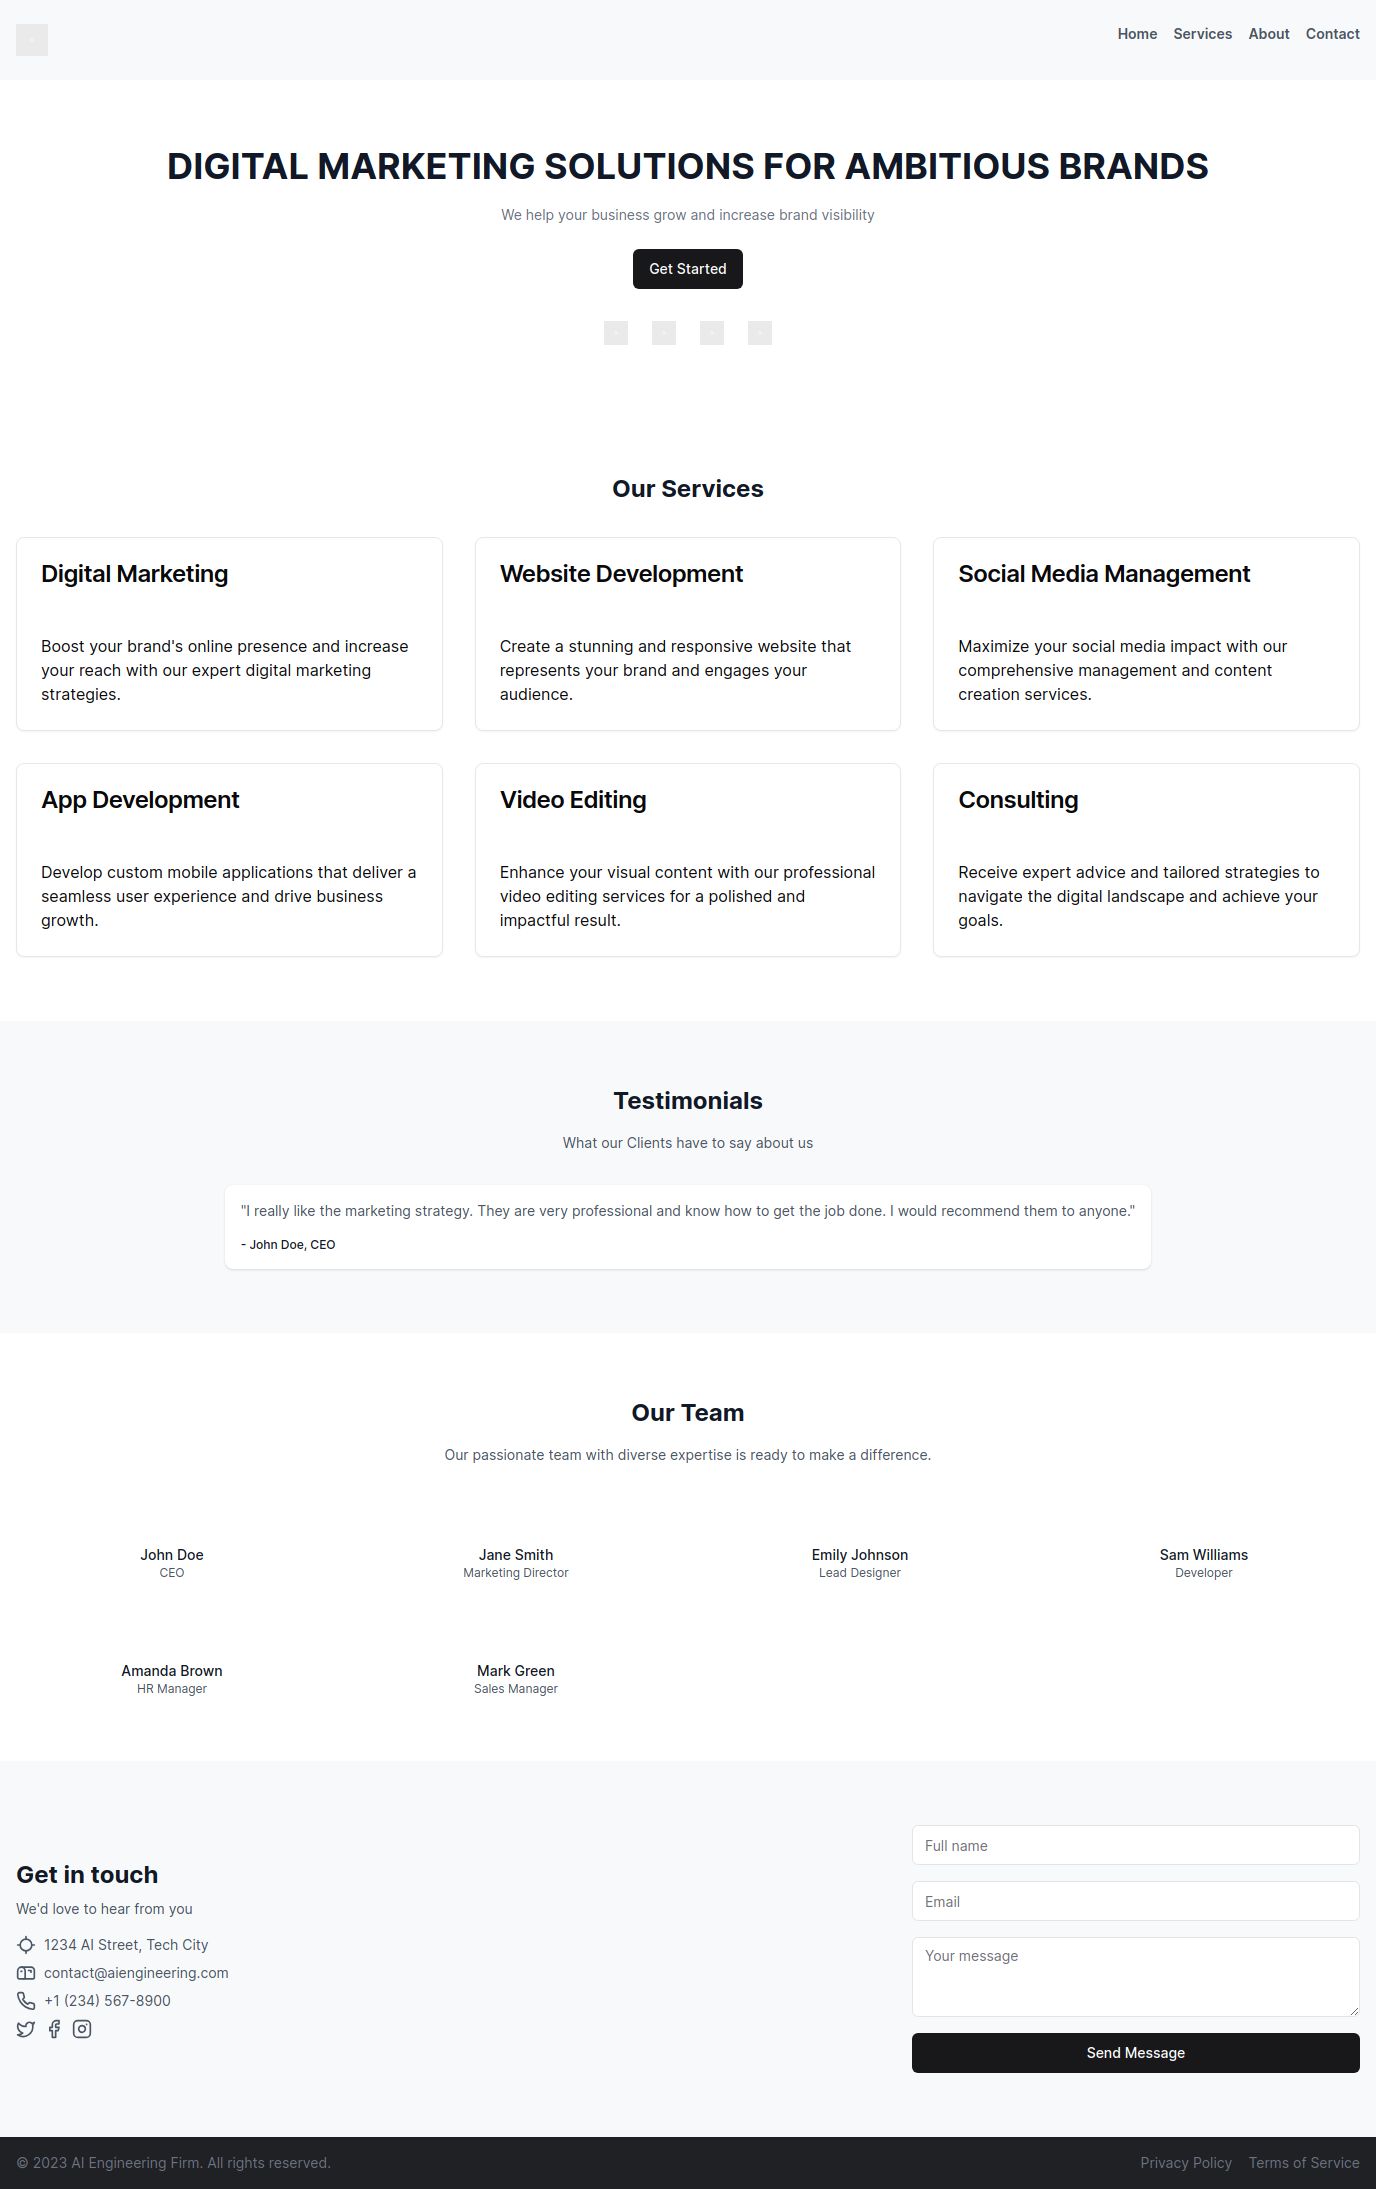 Home Services About Contact
DIGITAL MARKETING SOLUTIONS FOR AMBITIOUS BRANDS
We help your business grow and increase brand visibility
Get Started
Our Services
Digital Marketing
Boost your brand's online presence and increase
your reach with our expert digital marketing
strategies.
Website Development
Create a stunning and responsive website that
represents your brand and engages your
audience.
Social Media Management
Maximize your social media impact with our
comprehensive management and content
creation services.
App Development
Develop custom mobile applications that deliver a
seamless user experience and drive business
growth.
Video Editing
Enhance your visual content with our professional
video editing services for a polished and
impactful result.
Consulting
Receive expert advice and tailored strategies to
navigate the digital landscape and achieve your
goals.
Testimonials
What our Clients have to say about us
"I really like the marketing strategy. They are very professional and know how to get the job done. I would recommend them to anyone."
- John Doe, CEO
Our Team
Our passionate team with diverse expertise is ready to make a difference.
John Doe
CEO
Jane Smith
Marketing Director
Emily Johnson
Lead Designer
Sam Williams
Developer
Amanda Brown
HR Manager
Mark Green
Sales Manager
Get in touch
We'd love to hear from you
1234 AI Street, Tech City
contact@aiengineering.com
+1 (234) 567-8900
Full name
Email
Your message
Send Message
© 2023 AI Engineering Firm. All rights reserved.
Privacy Policy Terms of Service